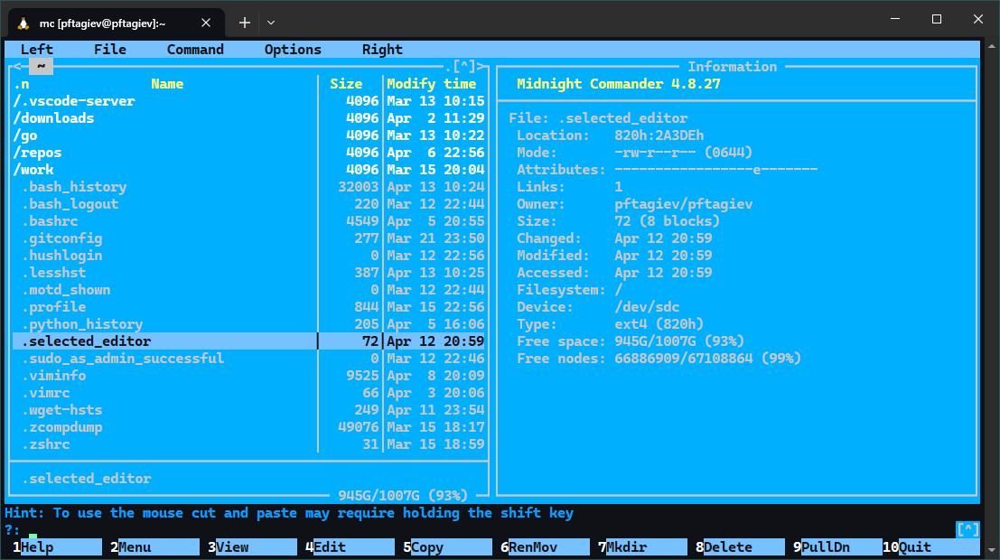 mc [pftagiev@pftagiev]:~
Left File Command Options Right
<─ ~ .[^]> Information
.n Name Size Modify time Midnight Commander 4.8.27
/.vscode-server 4096 Mar 13 10:15
/downloads 4096 Apr 2 11:29 File: .selected_editor
/go 4096 Mar 13 10:22 Location: 820h:2A3DEh
/repos 4096 Apr 6 22:56 Mode: -rw-r--r-- (0644)
/work 4096 Mar 15 20:04 Attributes: -----------------e-------
.bash_history 32003 Apr 13 10:24 Links: 1
.bash_logout 220 Mar 12 22:44 Owner: pftagiev/pftagiev
.bashrc 4549 Apr 5 20:55 Size: 72 (8 blocks)
.gitconfig 277 Mar 21 23:50 Changed: Apr 12 20:59
.hushlogin 0 Mar 12 22:56 Modified: Apr 12 20:59
.lesshst 387 Apr 13 10:25 Accessed: Apr 12 20:59
.motd_shown 0 Mar 12 22:44 Filesystem: /
.profile 844 Mar 15 22:56 Device: /dev/sdc
.python_history 205 Apr 5 16:06 Type: ext4 (820h)
.selected_editor 72 Apr 12 20:59 Free space: 945G/1007G (93%)
.sudo_as_admin_successful 0 Mar 12 22:46 Free nodes: 66886909/67108864 (99%)
.viminfo 9525 Apr 8 20:09
.vimrc 66 Apr 3 20:06
.wget-hsts 249 Apr 11 23:54
.zcompdump 49076 Mar 15 18:17
.zshrc 31 Mar 15 18:59
.selected_editor
945G/1007G (93%)
Hint: To use the mouse cut and paste may require holding the shift key
?: [^]
1Help 2Menu 3View 4Edit 5Copy 6RenMov 7Mkdir 8Delete 9PullDn 10Quit